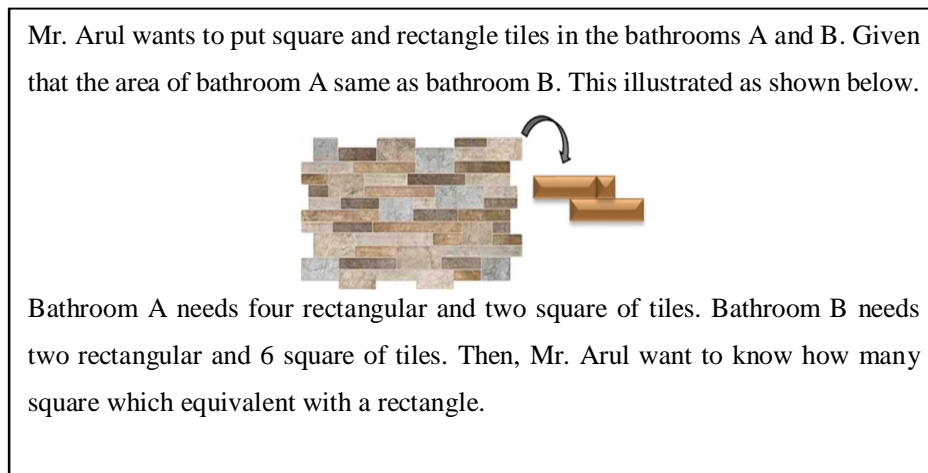 Mr. Arul wants to put square and rectangle tiles in the bathrooms A and B. Given
that the area of bathroom A same as bathroom B. This illustrated as shown below.
Bathroom A needs four rectangular and two square of tiles. Bathroom B needs
two rectangular and 6 square of tiles. Then, Mr. Arul want to know how many
square which equivalent with a rectangle.